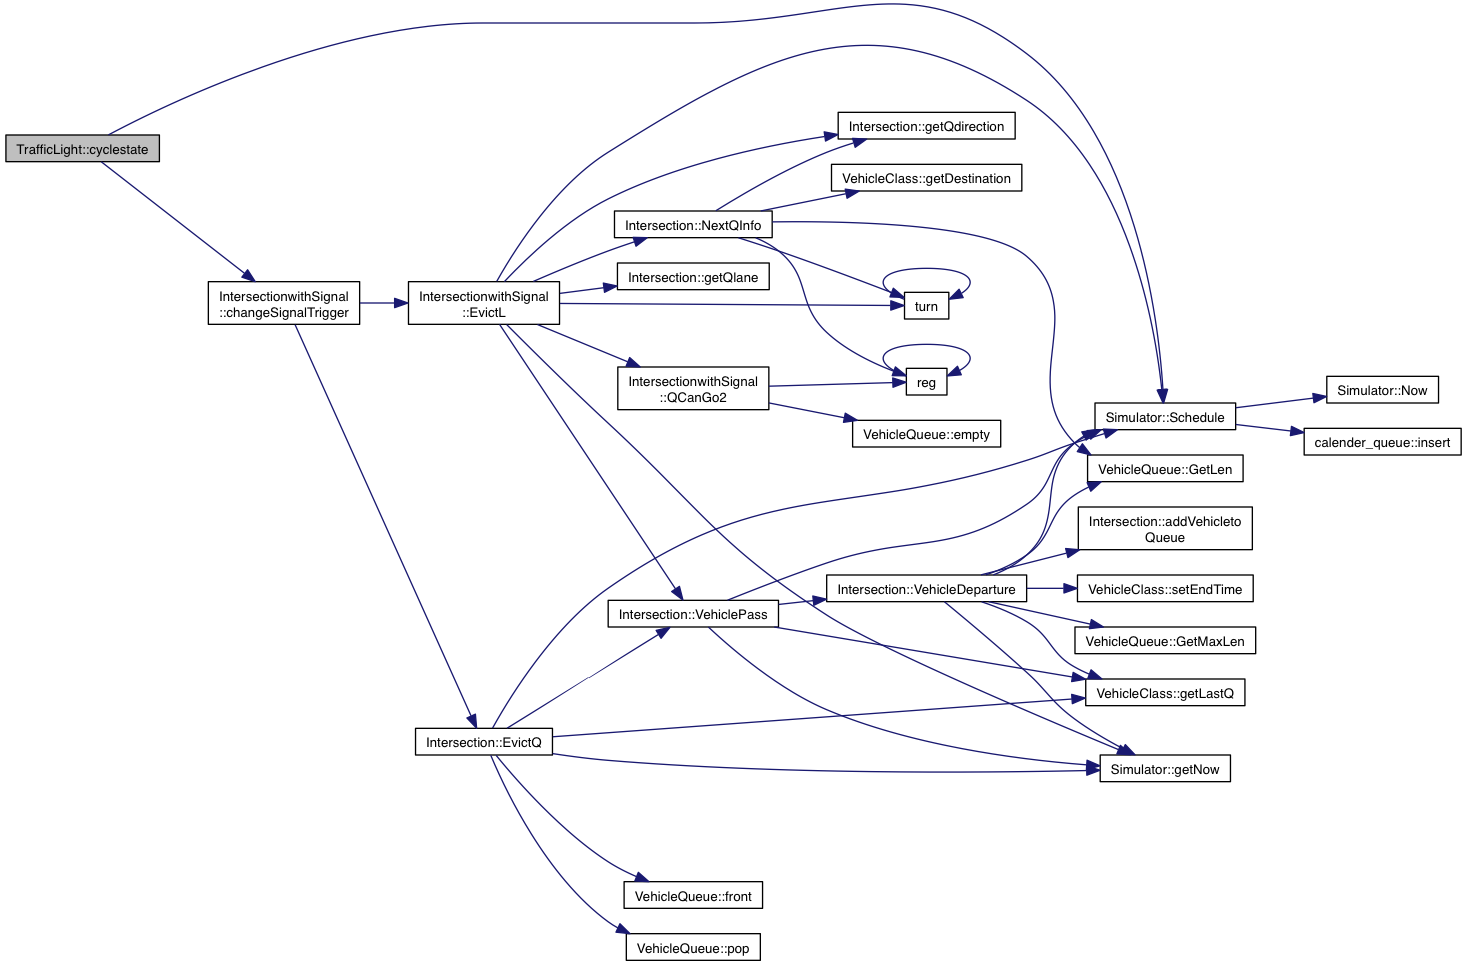 TrafficLight::cyclestate
IntersectionwithSignal
::changeSignalTrigger
IntersectionwithSignal
::EvictL
Intersection::EvictQ
Intersection::NextQInfo
Intersection::getQlane
IntersectionwithSignal
::QCanGo2
Intersection::VehiclePass
VehicleQueue::front
VehicleQueue::pop
Intersection::getQdirection
VehicleClass::getDestination
turn
reg
VehicleQueue::empty
Intersection::VehicleDeparture
Simulator::Schedule
VehicleQueue::GetLen
Intersection::addVehicleto
Queue
VehicleClass::setEndTime
VehicleQueue::GetMaxLen
VehicleClass::getLastQ
Simulator::getNow
Simulator::Now
calender_queue::insert